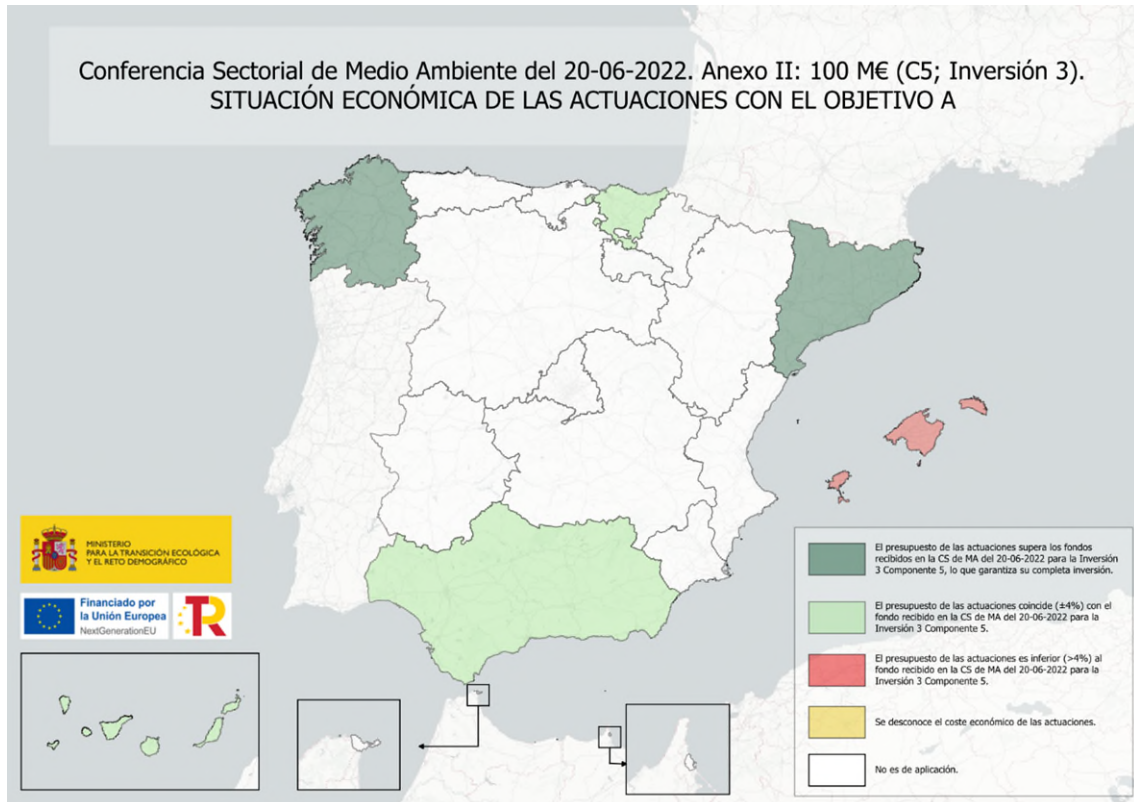 Conferencia Sectorial de Medio Ambiente del 20-06-2022. Anexo II: 100 M€ (C5; Inversión 3).
SITUACIÓN ECONÓMICA DE LAS ACTUACIONES CON EL OBJETIVO A
MINISTERIO
PARA LA TRANSICIÓN ECOLÓGICA
Y EL RETO DEMOGRÁFICO
Financiado por
la Unión Europea
NextGenerationEU
TR
El presupuesto de las actuaciones supera los fondos
recibidos en la CS de MA del 20-06-2022 para la Inversión
3 Componente 5, lo que garantiza su completa inversión.
El presupuesto de las actuaciones coincide (±4%) con el
fondo recibido en la CS de MA del 20-06-2022 para la
Inversión 3 Componente 5.
El presupuesto de las actuaciones es inferior (>4%) al
fondo recibido en la CS de MA del 20-06-2022 para la
Inversión 3 Componente 5.
Se desconoce el coste económico de las actuaciones.
No es de aplicación.